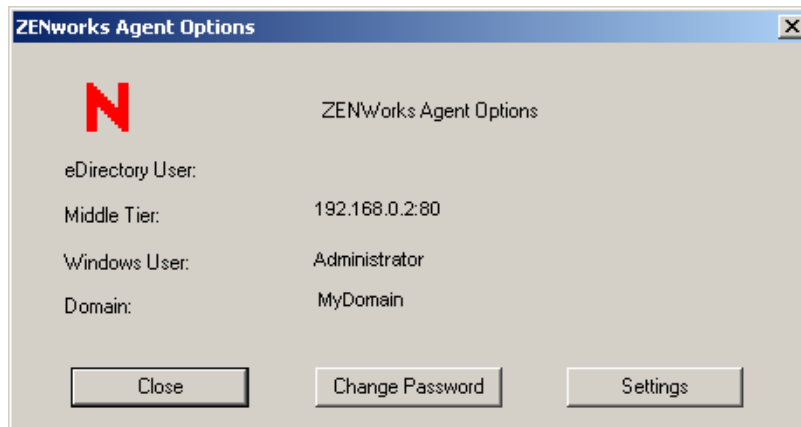 ZENworks Agent Options
N
ZENWorks Agent Options
eDirectory User:
Middle Tier: 192.168.0.2:80
Windows User: Administrator
Domain: MyDomain
Close Change Password Settings